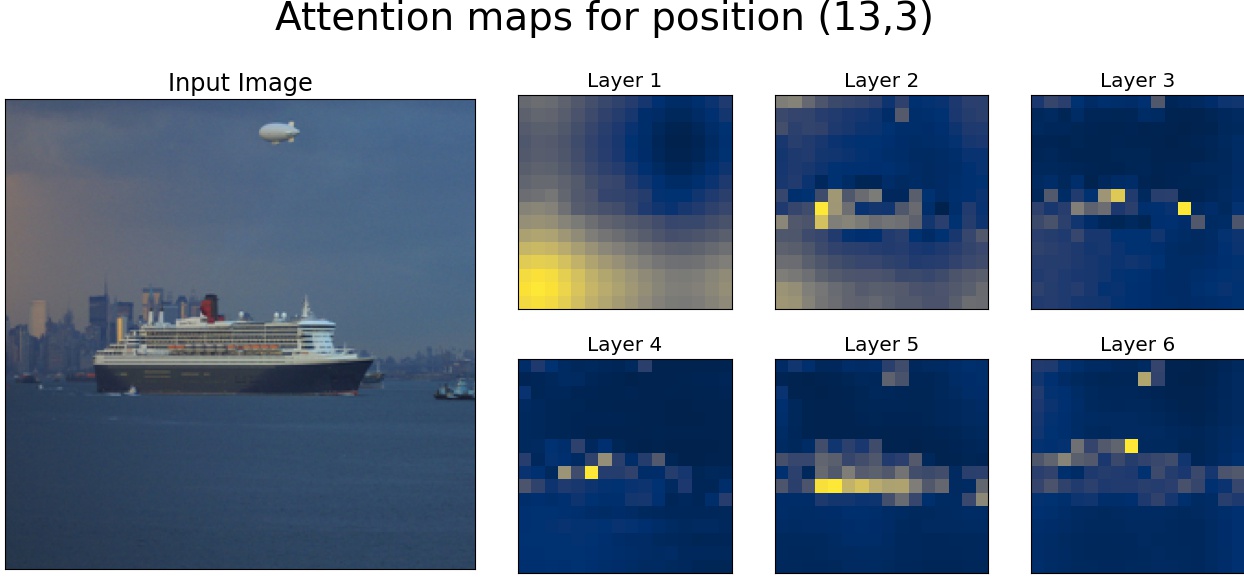 Attention maps for position (13,3)
Input Image
Layer 1
Layer 2
Layer 3
Layer 4
Layer 5
Layer 6